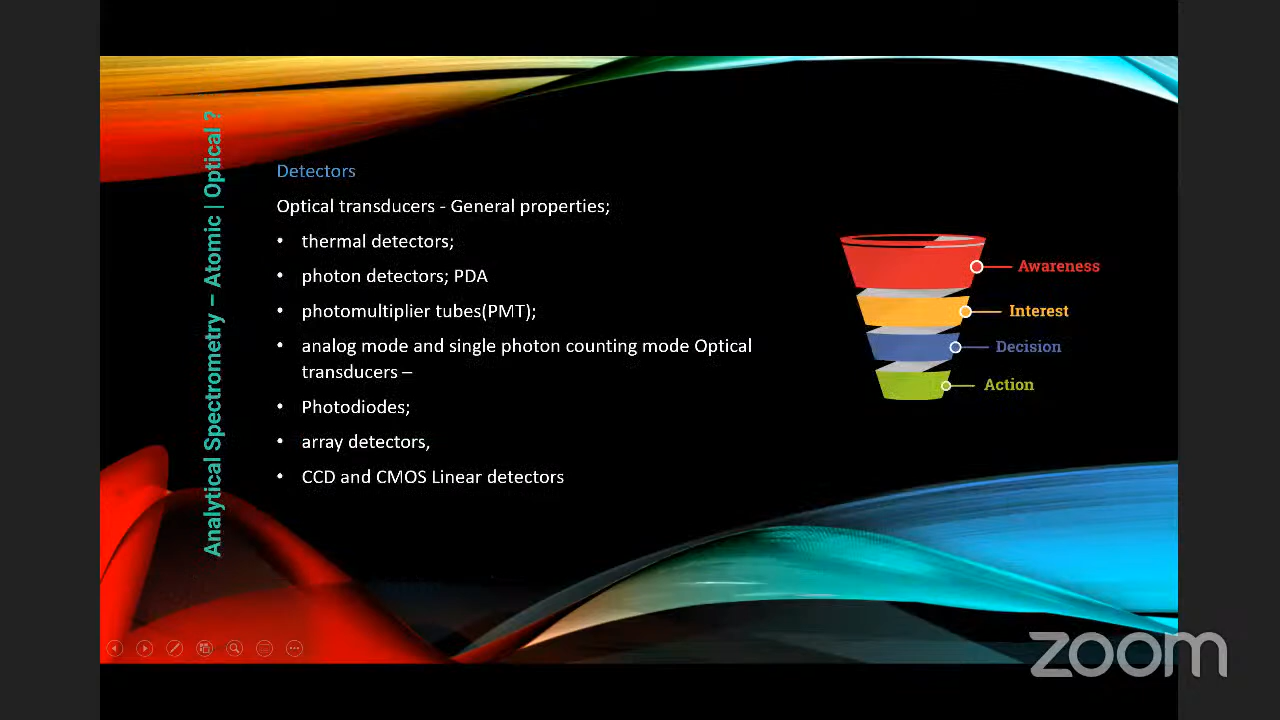 Analytical Spectrometry – Atomic | Optical ?
Detectors
Optical transducers - General properties;
• thermal detectors;
• photon detectors; PDA
• photomultiplier tubes(PMT);
• analog mode and single photon counting mode Optical
transducers –
• Photodiodes;
• array detectors,
• CCD and CMOS Linear detectors
Awareness
Interest
Decision
Action
zoom